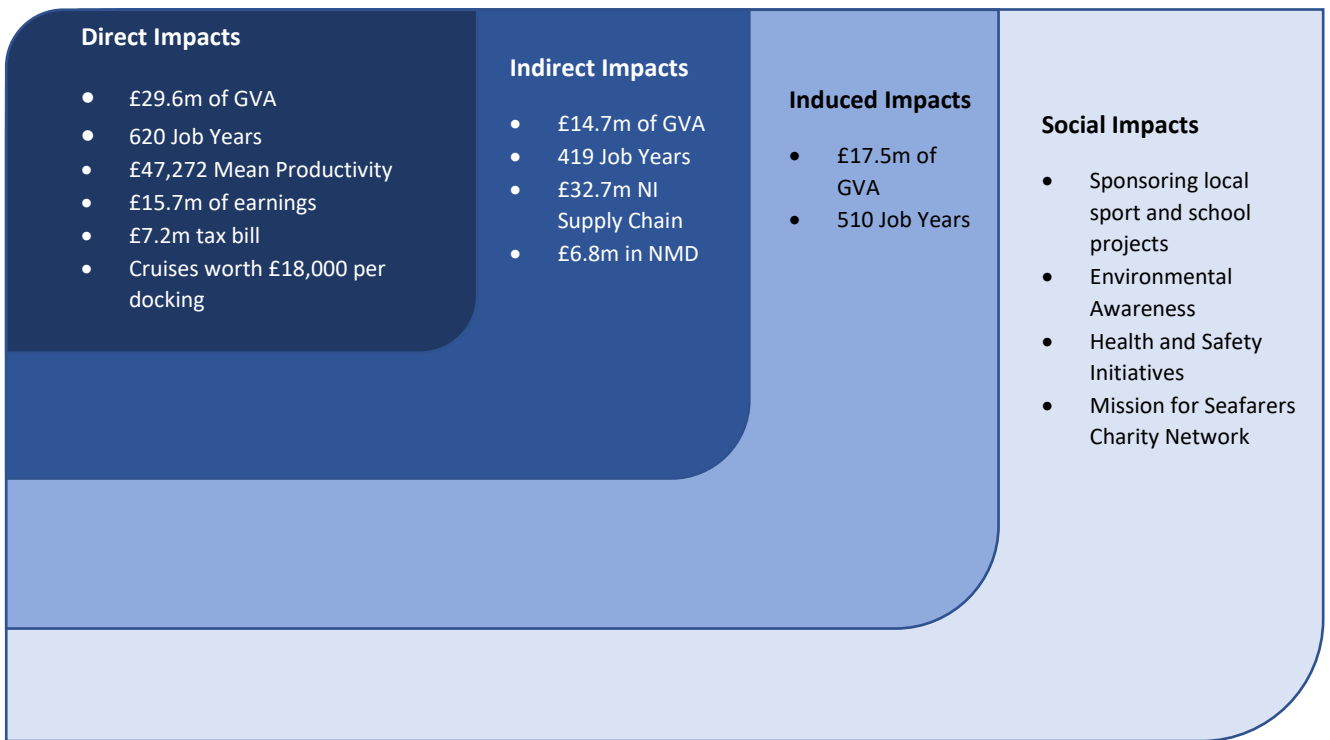 Direct Impacts
• £29.6m of GVA
• 620 Job Years
• £47,272 Mean Productivity
• £15.7m of earnings
• £7.2m tax bill
• Cruises worth £18,000 per
docking
Indirect Impacts
• £14.7m of GVA
• 419 Job Years
• £32.7m NI
Supply Chain
• £6.8m in NMD
Induced Impacts
• £17.5m of
GVA
• 510 Job Years
Social Impacts
• Sponsoring local
sport and school
projects
• Environmental
Awareness
• Health and Safety
Initiatives
• Mission for Seafarers
Charity Network